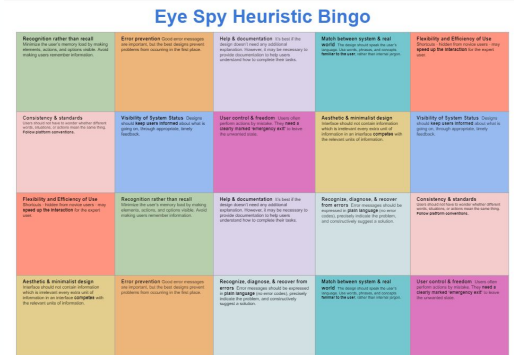 Eye Spy Heuristic Bingo
Recognition rather than recall
Minimize the user's memory load by making
elements, actions, and options visible. Avoid
making users remember information.
Error prevention Good error messages
are important, but the best designs prevent
problems from occurring in the first place.
Help & documentation It's best if the
design doesn't need any additional
explanation. However, it may be necessary to
provide documentation to help users
understand how to complete their tasks.
Match between system & real
world The design should speak the user's
language. Use words, phrases, and concepts
familiar to the user, rather than internal jargon.
Flexibility and Efficiency of Use
Shortcuts - hidden from novice users - may
speed up the interaction for the expert
user.
Consistency & standards
Users should not have to wonder whether different
words, situations, or actions mean the same thing.
Follow platform conventions.
Visibility of System Status Designs
should keep users informed about what is
going on, through appropriate, timely
feedback.
User control & freedom Users often
perform actions by mistake. They need a
clearly marked "emergency exit" to leave
the unwanted state.
Aesthetic & minimalist design
Interface should not contain information
which is irrelevant every extra unit of
information in an interface competes with
the relevant units of information.
Visibility of System Status Designs
should keep users informed about what is
going on, through appropriate, timely
feedback.
Flexibility and Efficiency of Use
Shortcuts - hidden from novice users - may
speed up the interaction for the expert
user.
Recognition rather than recall
Minimize the user's memory load by making
elements, actions, and options visible. Avoid
making users remember information.
Help & documentation It's best if the
design doesn't need any additional
explanation. However, it may be necessary to
provide documentation to help users
understand how to complete their tasks.
Recognize, diagnose, & recover
from errors Error messages should be
expressed in plain language (no error
codes), precisely indicate the problem,
and constructively suggest a solution.
Consistency & standards
Users should not have to wonder whether different
words, situations, or actions mean the same thing.
Follow platform conventions.
Aesthetic & minimalist design
Interface should not contain information
which is irrelevant every extra unit of
information in an interface competes with
the relevant units of information.
Error prevention Good error messages
are important, but the best designs prevent
problems from occurring in the first place.
Recognize, diagnose, & recover from
errors Error messages should be expressed
in plain language (no error codes), precisely
indicate the problem, and constructively
suggest a solution.
Match between system & real
world The design should speak the user's
language. Use words, phrases, and concepts
familiar to the user, rather than internal jargon.
User control & freedom Users often
perform actions by mistake. They need a
clearly marked "emergency exit" to leave
the unwanted state.